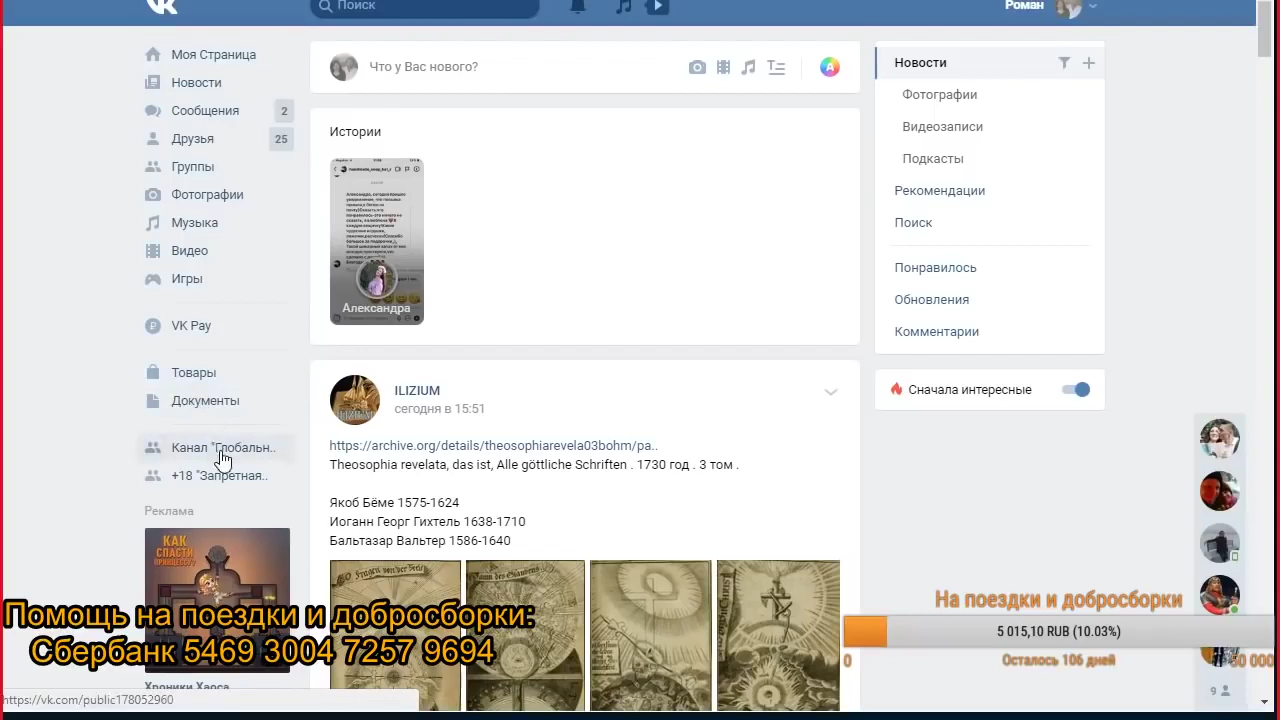 Поиск
Роман
Моя Страница
Новости
Сообщения 2
Друзья 25
Группы
Фотографии
Музыка
Видео
Игры
VK Pay
Товары
Документы
Канал "Глобальн..
+18 "Запретная..
Реклама
КАК СПАСТИ ПРИНЦЕССУ?
Хроники Хаоса
Что у Вас нового?
Истории
Александра
ILIZIUM
сегодня в 15:51
https://archive.org/details/theosophiarevela03bohm/pa..
Theosophia revelata, das ist, Alle göttliche Schriften . 1730 год . 3 том .
Якоб Бёме 1575-1624
Иоганн Георг Гихтель 1638-1710
Бальтазар Вальтер 1586-1640
Новости
Фотографии
Видеозаписи
Подкасты
Рекомендации
Поиск
Понравилось
Обновления
Комментарии
Сначала интересные
Помощь на поездки и добросборки:
Сбербанк 5469 3004 7257 9694
На поездки и добросборки
5 015,10 RUB (10.03%)
0
Осталось 106 дней
50 000
9
https://vk.com/public178052960